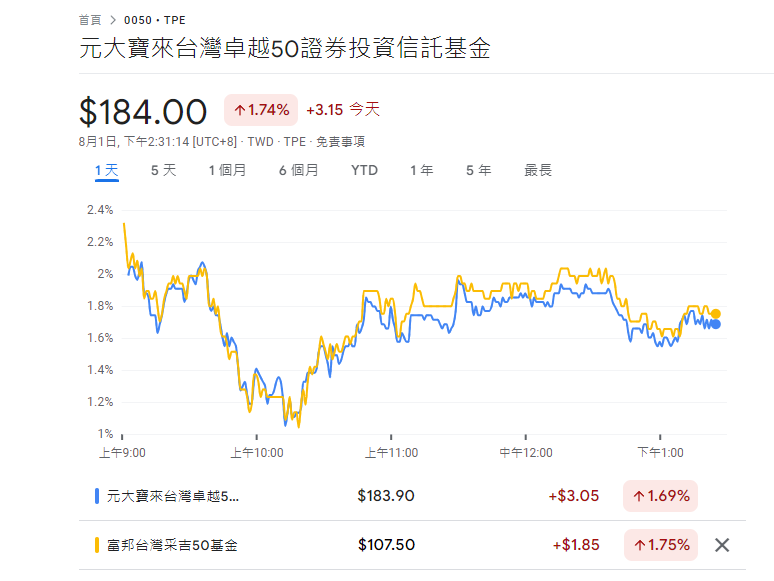 首頁 > 0050 • TPE
元大寶來台灣卓越50證券投資信託基金
$184.00 ↑1.74% +3.15 今天
8月1日, 下午2:31:14 [UTC+8] · TWD · TPE · 免責事項
1 天 5 天 1 個月 6 個月 YTD 1 年 5 年 最長
2.4%
2.2%
2%
1.8%
1.6%
1.4%
1.2%
1%
上午9:00 上午10:00 上午11:00 中午12:00 下午1:00
元大寶來台灣卓越5... $183.90 +$3.05 ↑1.69%
富邦台灣采吉50基金 $107.50 +$1.85 ↑1.75%